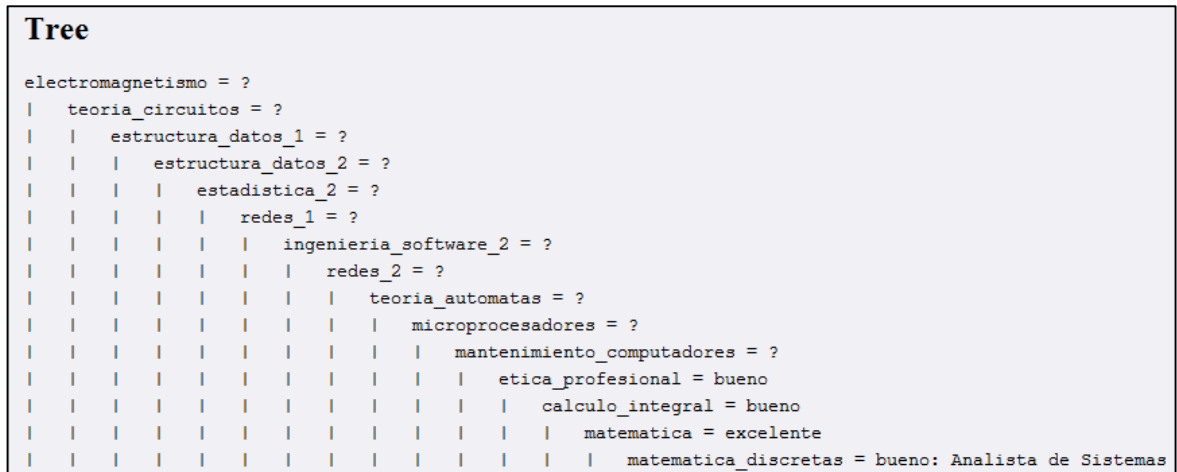 Tree
electromagnetismo = ?
|   teoria_circuitos = ?
|   |   estructura_datos_1 = ?
|   |   |   estructura_datos_2 = ?
|   |   |   |   estadistica_2 = ?
|   |   |   |   |   redes_1 = ?
|   |   |   |   |   |   ingenieria_software_2 = ?
|   |   |   |   |   |   |   redes_2 = ?
|   |   |   |   |   |   |   |   teoria_automatas = ?
|   |   |   |   |   |   |   |   |   microprocesadores = ?
|   |   |   |   |   |   |   |   |   |   mantenimiento_computadores = ?
|   |   |   |   |   |   |   |   |   |   |   etica_profesional = bueno
|   |   |   |   |   |   |   |   |   |   |   |   calculo_integral = bueno
|   |   |   |   |   |   |   |   |   |   |   |   |   matematica = excelente
|   |   |   |   |   |   |   |   |   |   |   |   |   |   matematica_discretas = bueno: Analista de Sistemas